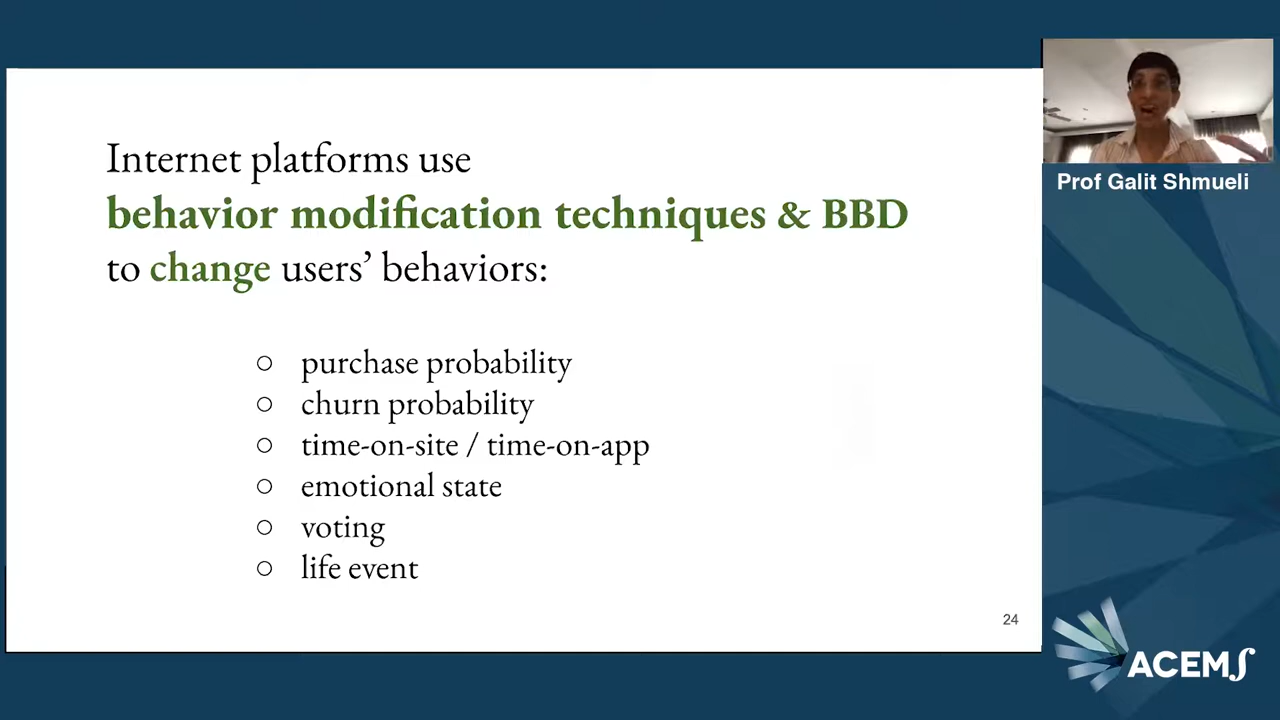 Internet platforms use
behavior modification techniques & BBD
to change users’ behaviors:
○ purchase probability
○ churn probability
○ time-on-site / time-on-app
○ emotional state
○ voting
○ life event
24
Prof Galit Shmueli
ACEMS